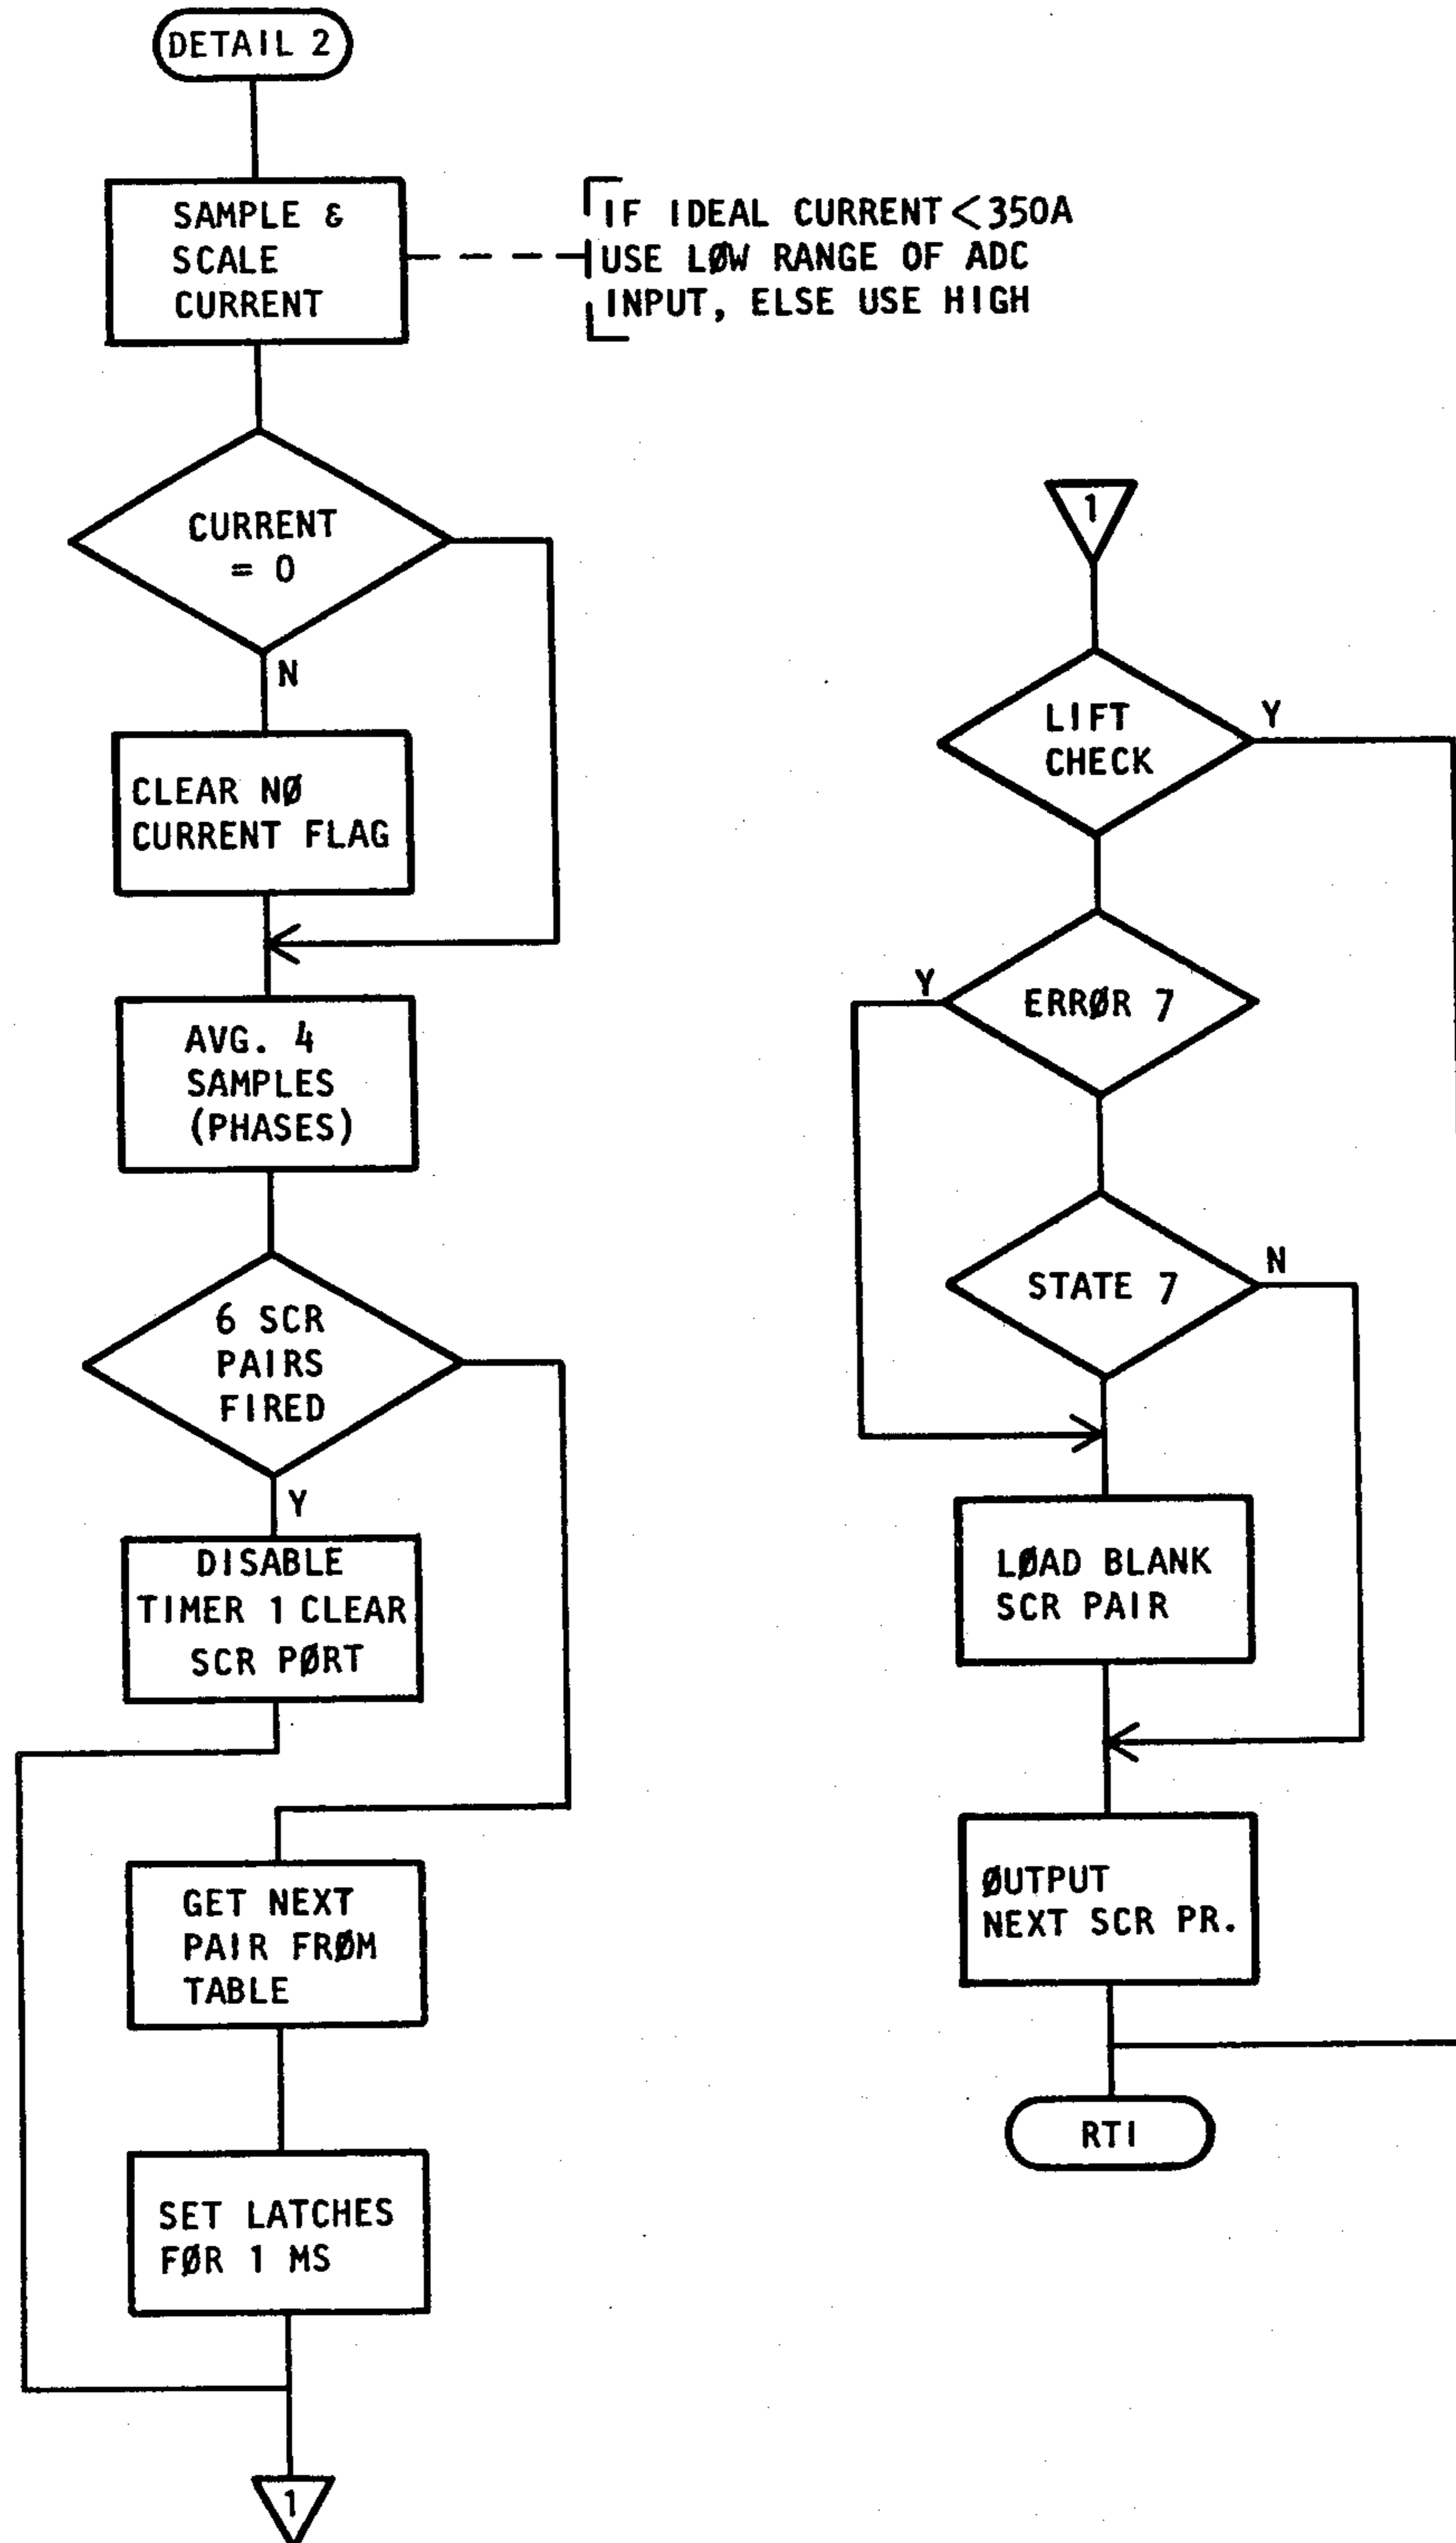 DETAIL 2
SAMPLE &
SCALE
CURRENT
IF IDEAL CURRENT<350A
USE LØW RANGE OF ADC
INPUT, ELSE USE HIGH
CURRENT
= 0
N
CLEAR NØ
CURRENT FLAG
AVG. 4
SAMPLES
(PHASES)
6 SCR
PAIRS
FIRED
Y
DISABLE
TIMER 1 CLEAR
SCR PØRT
GET NEXT
PAIR FRØM
TABLE
SET LATCHES
FØR 1 MS
1
1
LIFT
CHECK
Y
ERRØR 7
Y
STATE 7
N
LØAD BLANK
SCR PAIR
ØUTPUT
NEXT SCR PR.
RTI